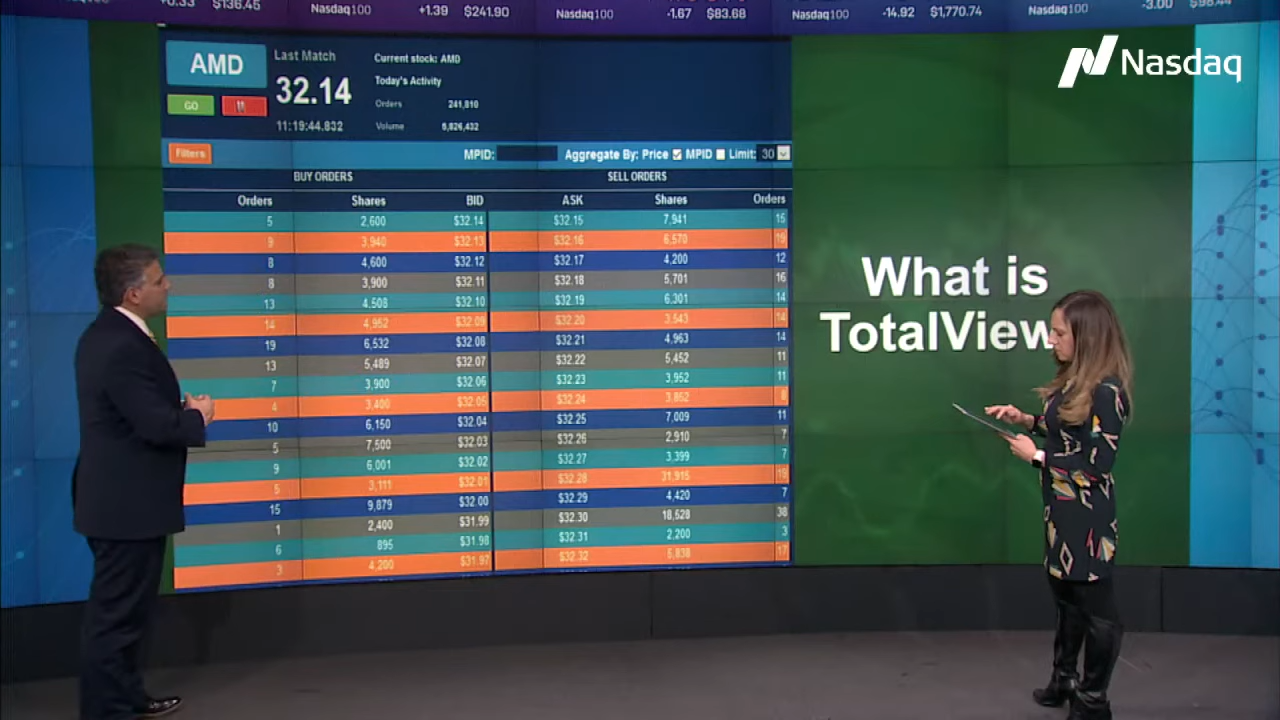 +0.33 $136.45 Nasdaq100 +1.39 $241.90 Nasdaq100 -1.67 $83.68 Nasdaq100 -14.92 $1,770.74 Nasdaq100 -3.00 $98.44
Nasdaq
AMD
Last Match
32.14
11:19:44.832
GO
Current stock: AMD
Today's Activity
Orders 241,810
Volume 5,826,432
Filters
MPID: Aggregate By: Price MPID Limit: 30
BUY ORDERS SELL ORDERS
Orders Shares BID ASK Shares Orders
5 2,600 $32.14 $32.15 7,941 15
9 3,940 $32.13 $32.16 6,570 19
8 4,600 $32.12 $32.17 4,200 12
8 3,900 $32.11 $32.18 5,701 16
13 4,508 $32.10 $32.19 6,301 14
14 4,952 $32.09 $32.20 3,543 14
19 6,532 $32.08 $32.21 4,963 14
13 5,489 $32.07 $32.22 5,452 11
7 3,900 $32.06 $32.23 3,952 11
4 3,400 $32.05 $32.24 3,852 8
10 6,150 $32.04 $32.25 7,009 11
5 7,500 $32.03 $32.26 2,910 7
9 6,001 $32.02 $32.27 3,399 7
5 3,111 $32.01 $32.28 31,915 19
15 9,879 $32.00 $32.29 4,420 7
1 2,400 $31.99 $32.30 18,528 38
6 895 $31.98 $32.31 2,200 3
3 4,200 $31.97 $32.32 5,838 17
What is
TotalView